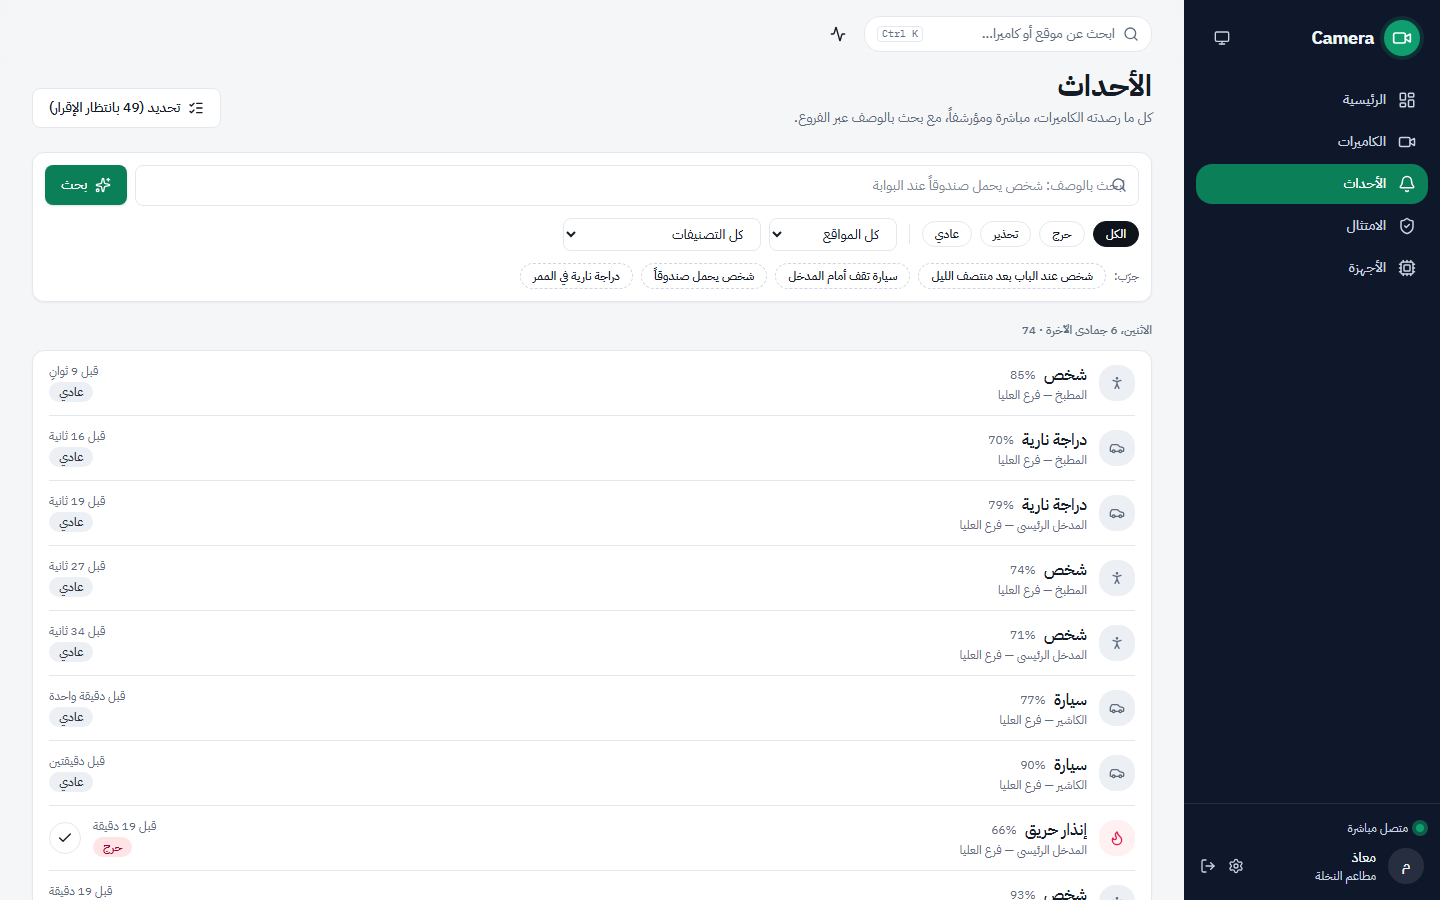 Camera
الرئيسية
الكاميرات
الأحداث
الامتثال
الأجهزة
متصل مباشرة
م
معاذ
مطاعم النخلة
ابحث عن موقع أو كاميرا...
Ctrl K
الأحداث
كل ما رصدته الكاميرات، مباشرة ومؤرشفاً، مع بحث بالوصف عبر الفروع.
تحديد (49 بانتظار الإقرار)
ابحث بالوصف: شخص يحمل صندوقاً عند البوابة
بحث
الكل حرج تحذير عادي كل المواقع كل التصنيفات
جرّب: شخص عند الباب بعد منتصف الليل سيارة تقف أمام المدخل شخص يحمل صندوقاً دراجة نارية في الممر
الاثنين، 6 جمادى الآخرة · 74
شخص 85% قبل 9 ثوانٍ
المطبخ — فرع العليا عادي
دراجة نارية 70% قبل 16 ثانية
المطبخ — فرع العليا عادي
دراجة نارية 79% قبل 19 ثانية
المدخل الرئيسي — فرع العليا عادي
شخص 74% قبل 27 ثانية
المطبخ — فرع العليا عادي
شخص 71% قبل 34 ثانية
المدخل الرئيسي — فرع العليا عادي
سيارة 77% قبل دقيقة واحدة
الكاشير — فرع العليا عادي
سيارة 90% قبل دقيقتين
الكاشير — فرع العليا عادي
إنذار حريق 66% قبل 19 دقيقة
المدخل الرئيسي — فرع العليا حرج
شخص 93% قبل 19 دقيقة